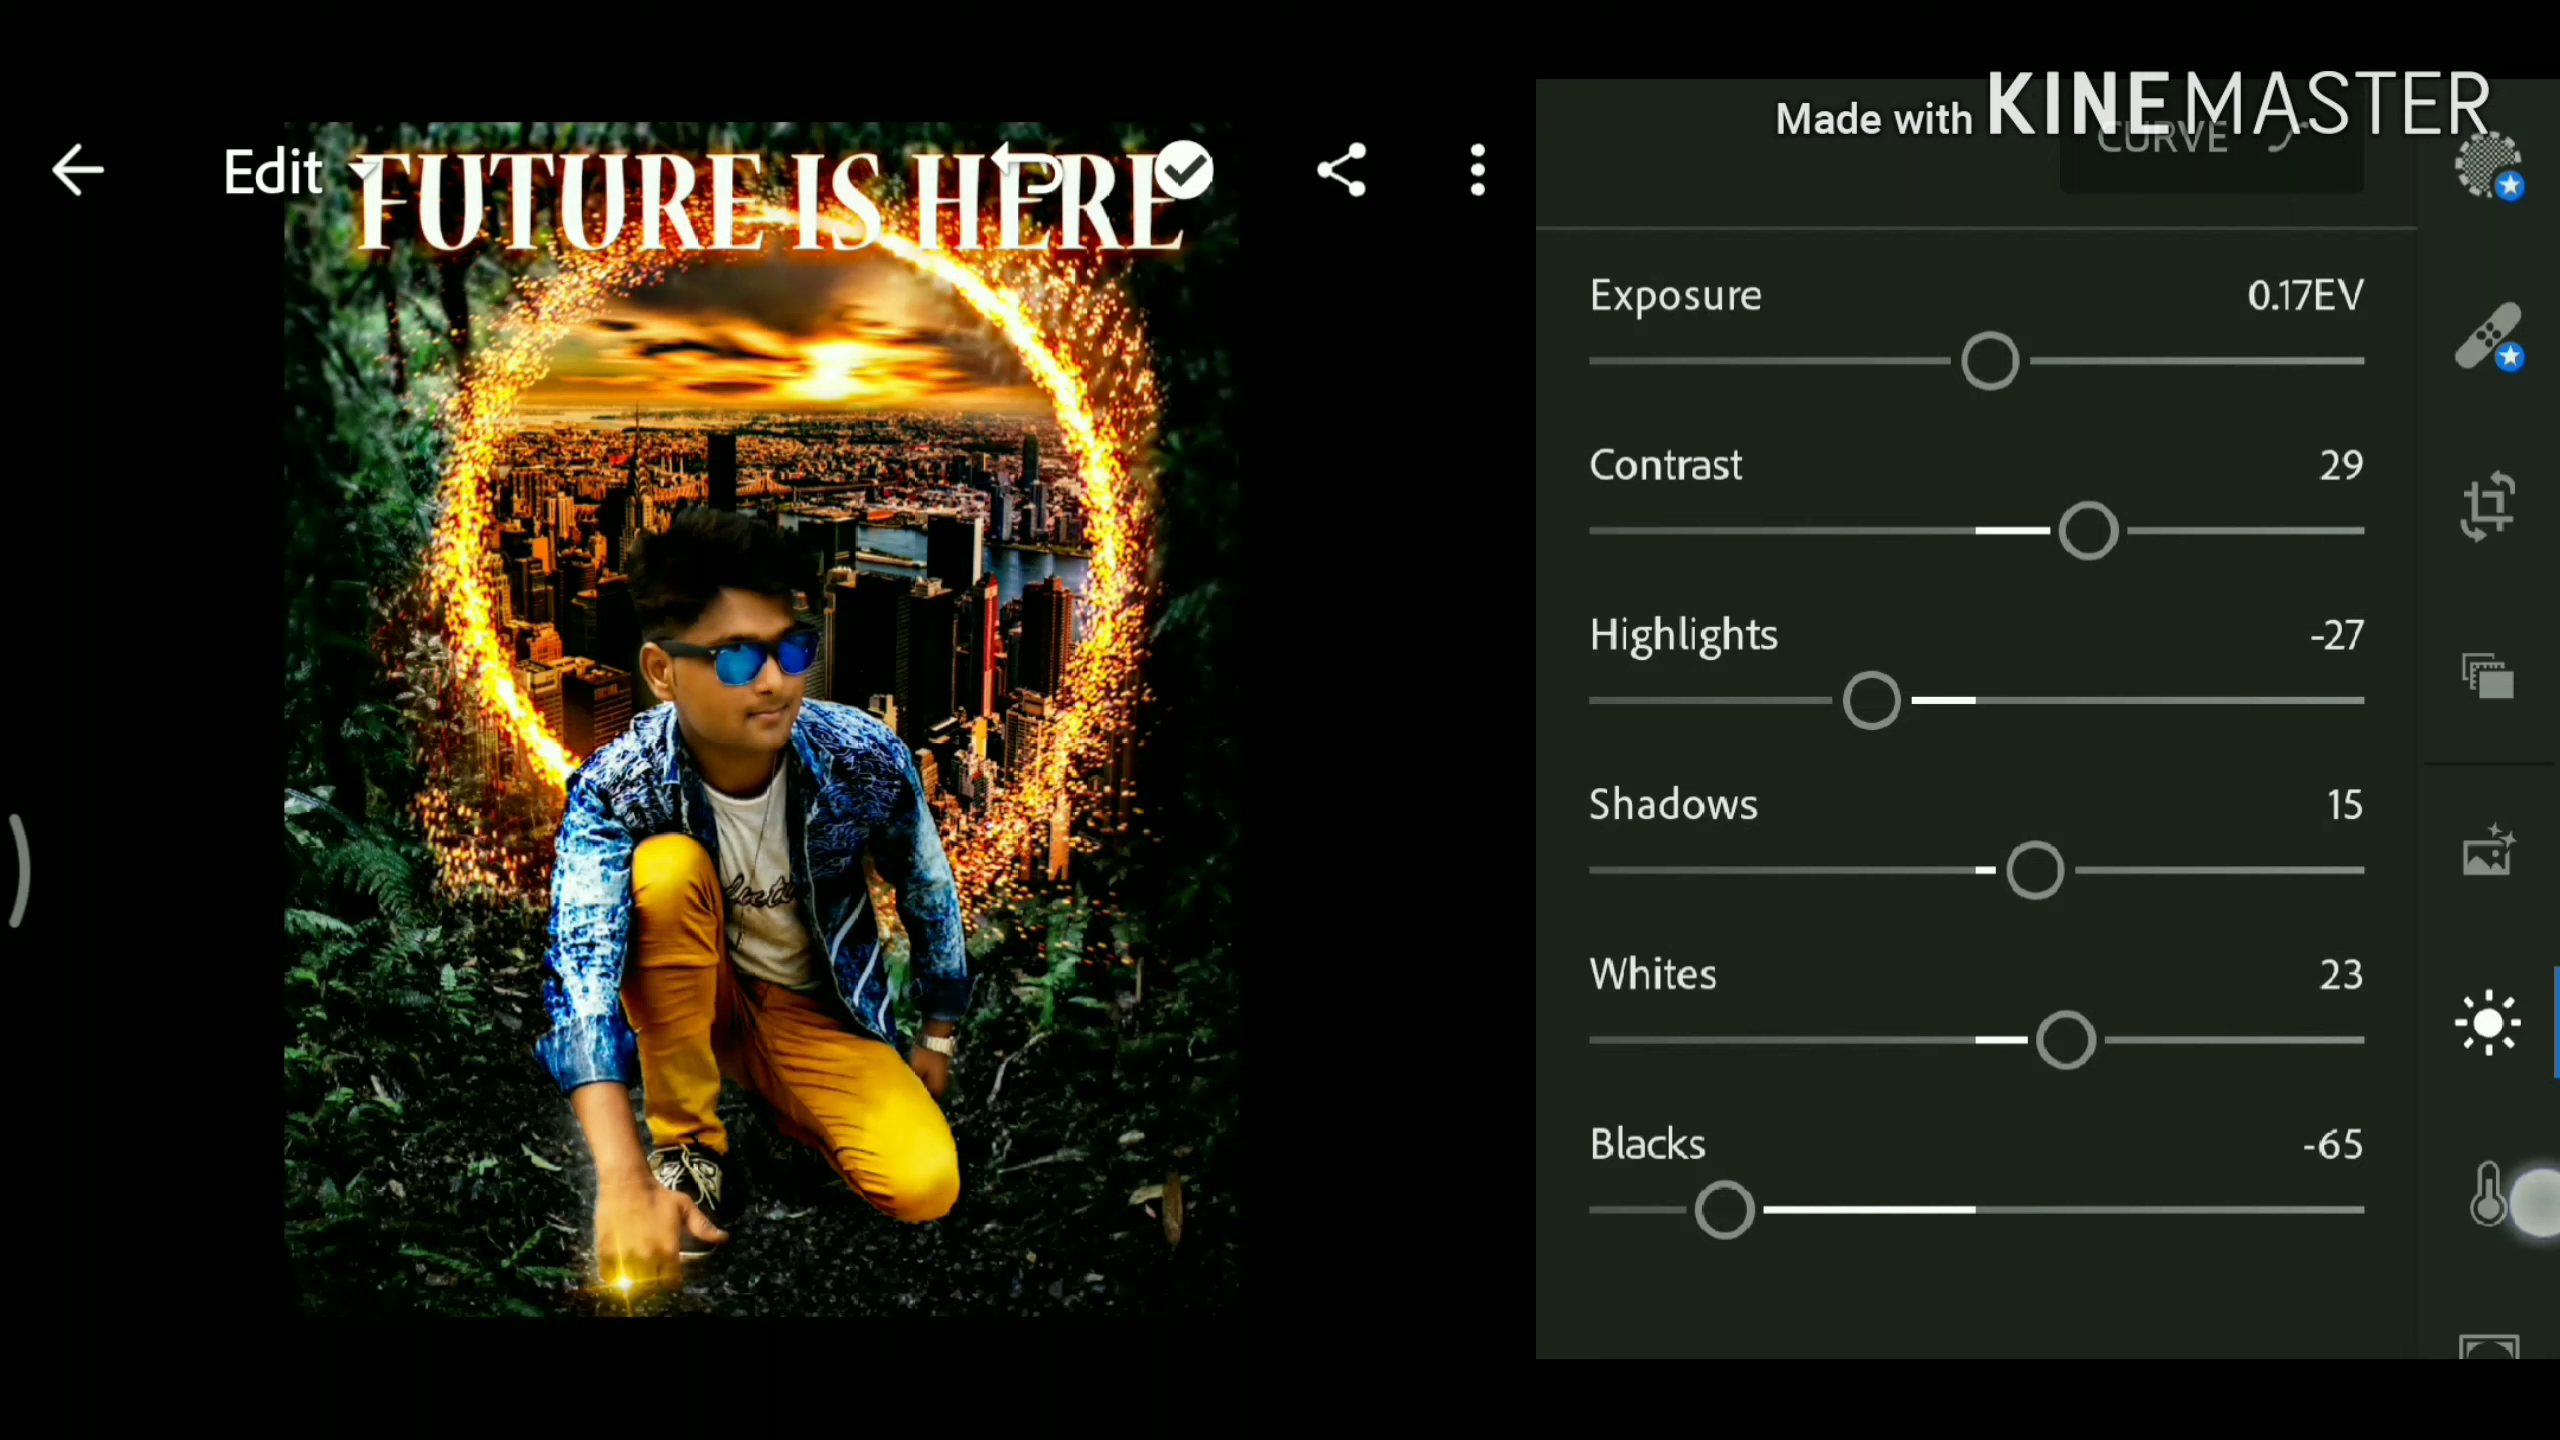 Made with KINEMASTER
CURVE
Edit
FUTURE IS HERE
Exposure 0.17EV
Contrast 29
Highlights -27
Shadows 15
Whites 23
Blacks -65